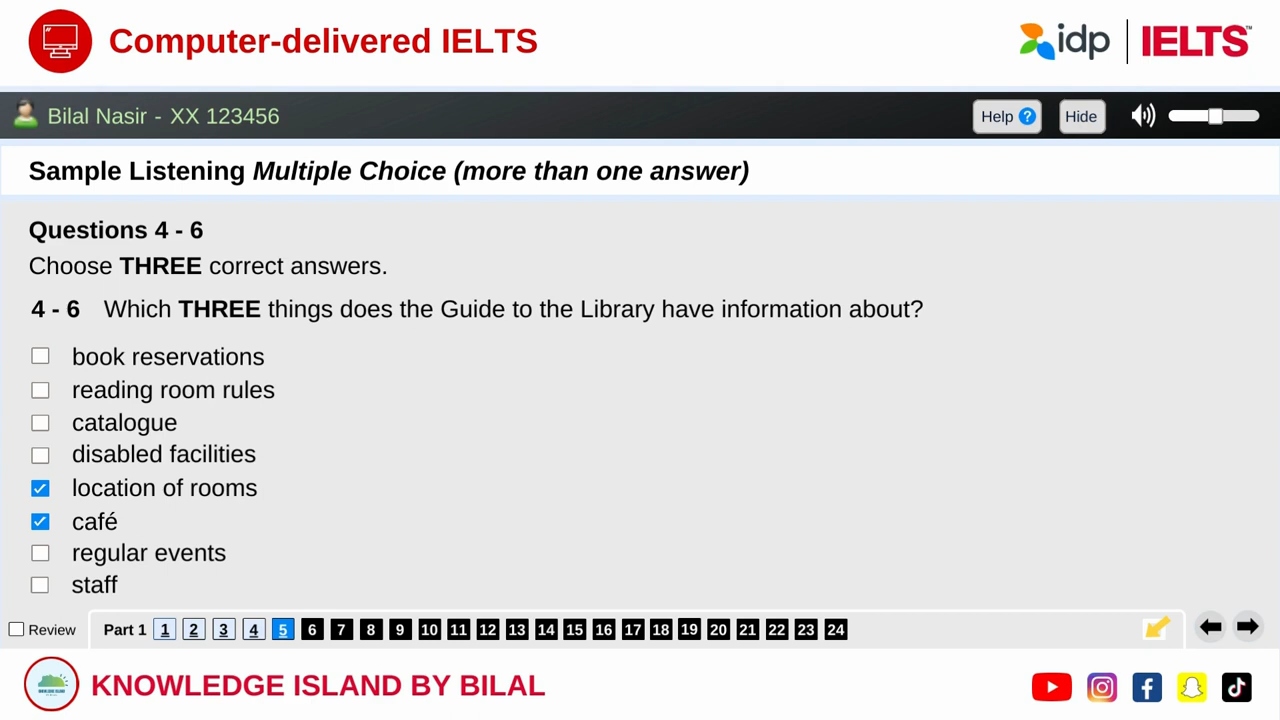 Computer-delivered IELTS
idp IELTS™
Bilal Nasir - XX 123456
Help ?
Hide
Sample Listening Multiple Choice (more than one answer)
Questions 4 - 6
Choose THREE correct answers.
4 - 6 Which THREE things does the Guide to the Library have information about?
book reservations
reading room rules
catalogue
disabled facilities
location of rooms
café
regular events
staff
Review Part 1 1 2 3 4 5 6 7 8 9 10 11 12 13 14 15 16 17 18 19 20 21 22 23 24
KNOWLEDGE ISLAND BY BILAL